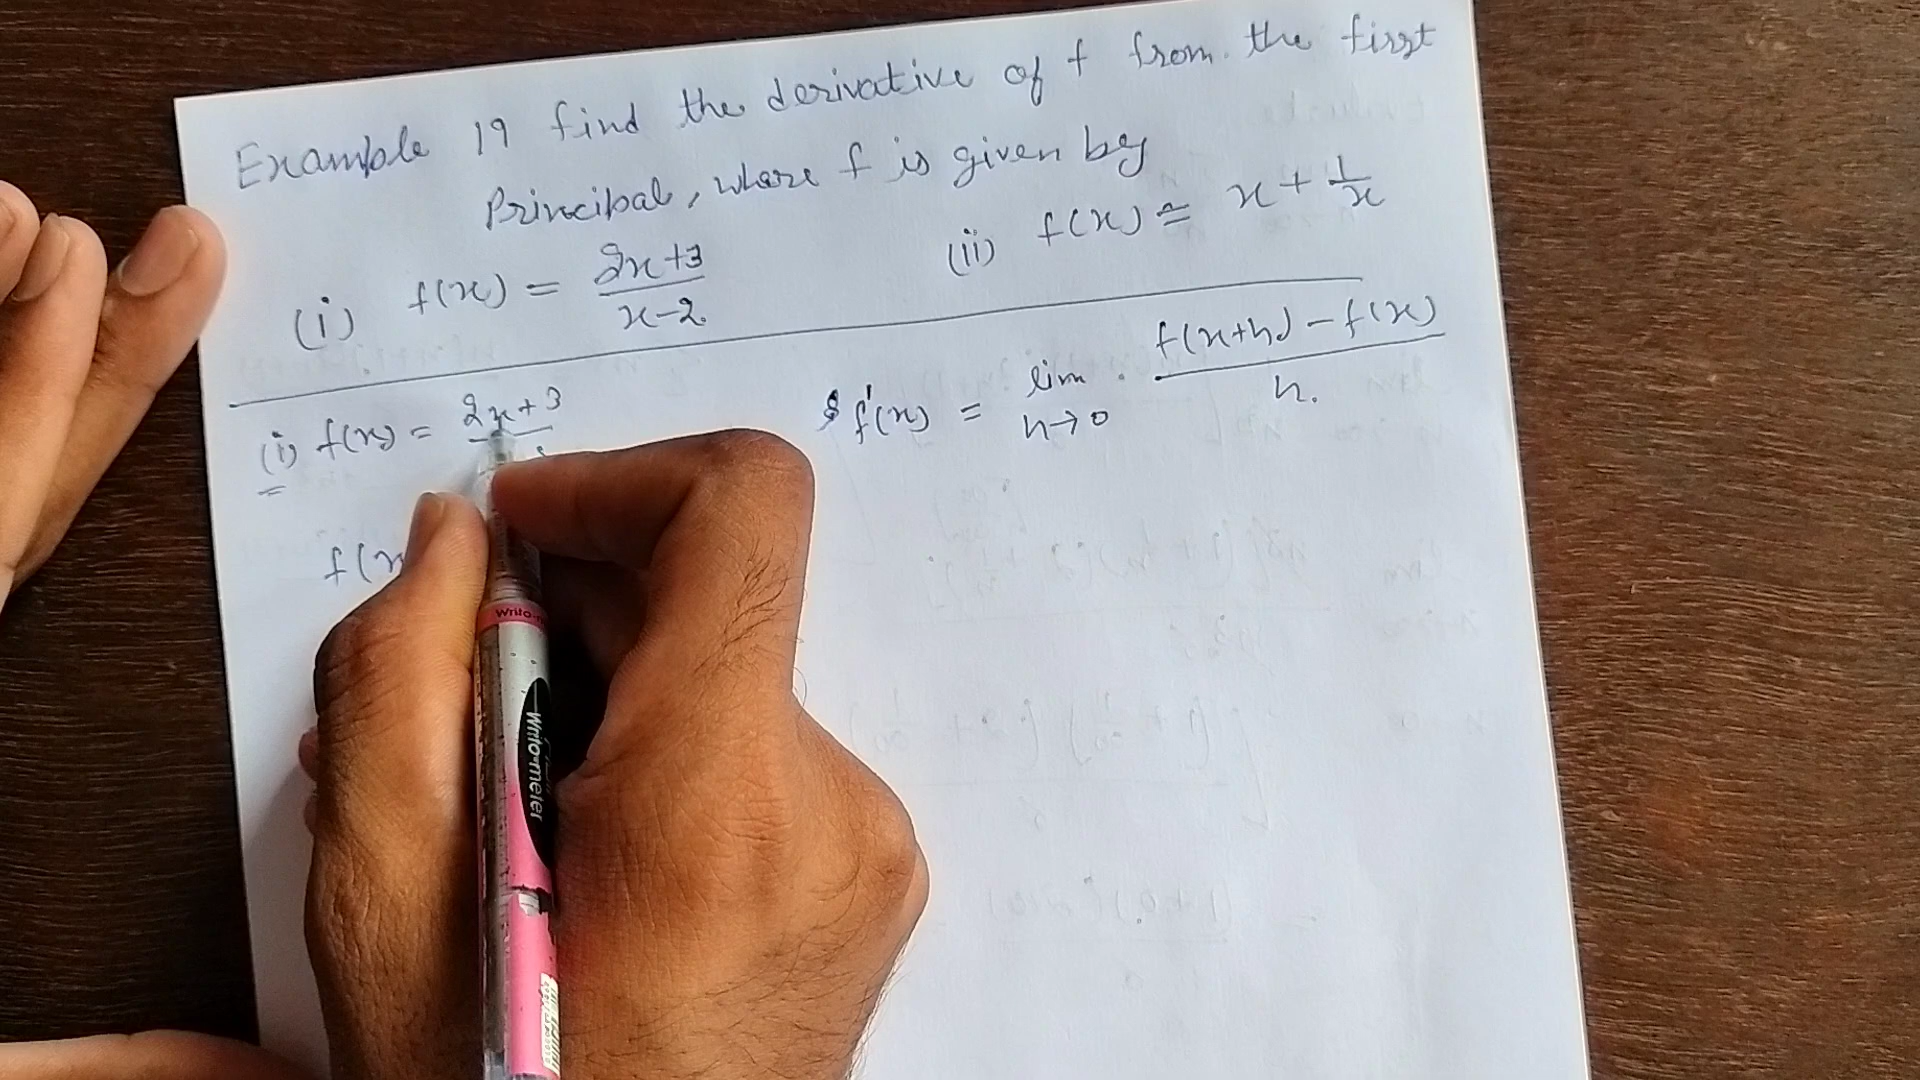 Example 19 find the derivative of f from the first
Principal, where f is given by
(i) f(x) = 2x+3 / x-2. (ii) f(x) = x + 1/x
(i) f(x) = 2x+3 f'(x) = lim h→0 f(x+h) - f(x) / h.
f(x
Writo-meter